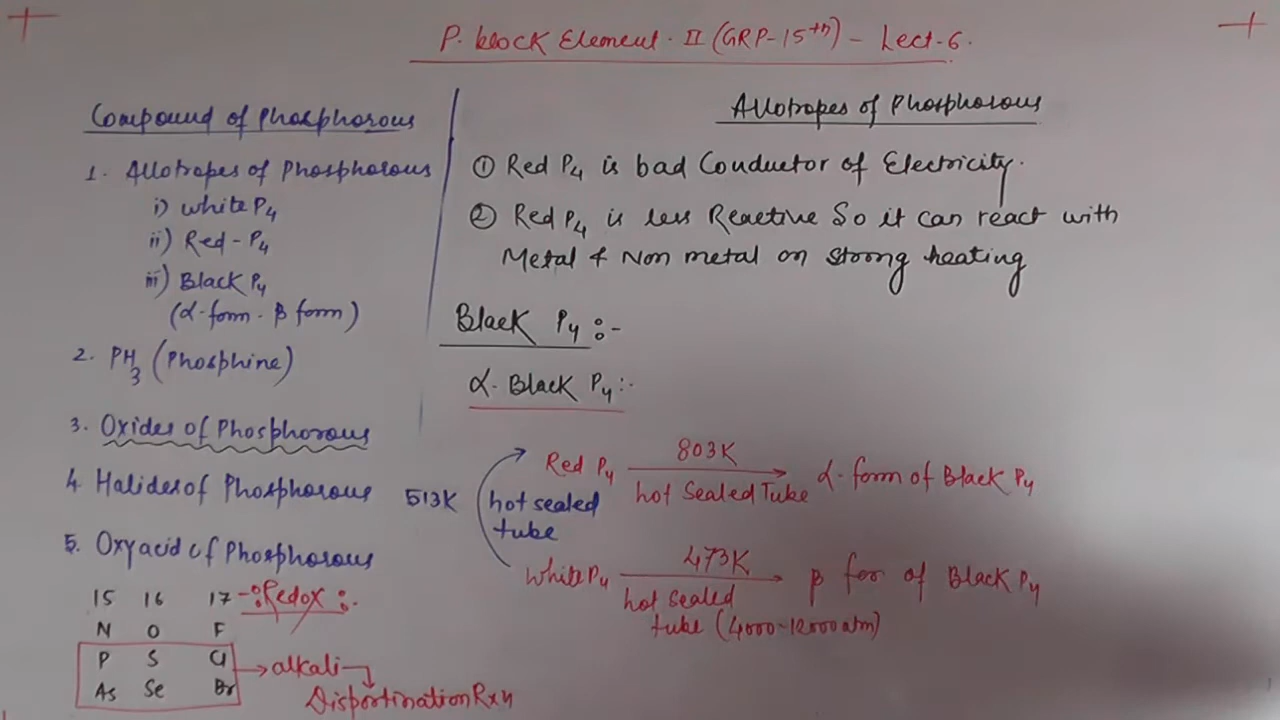 P. block Element- II (GRP-15th) - Lect-6.
Compound of Phosphorous
1. Allotropes of Phosphorous
i) white P4
ii) Red - P4
iii) Black P4
(α-form - β form)
2. PH3 (Phosphine)
3. Oxides of Phosphorous
4. Halides of Phosphorous
5. Oxyacid of Phosphorous
15 16 17 -:Redox :-
N O F
P S Cl → alkali
As Se Br
Disportination Rxn
Allotropes of Phosphorous
① Red P4 is bad Conductor of Electricity.
② Red P4 is less Reactive So it can react with
Metal & Non metal on Strong heating
Black P4 :-
α- Black P4 :-
Red P4 803K hot Sealed Tube → α-form of Black P4
513K hot sealed
tube
White P4 473K → β for of Black P4
hot sealed
tube (4000-12000 atm)